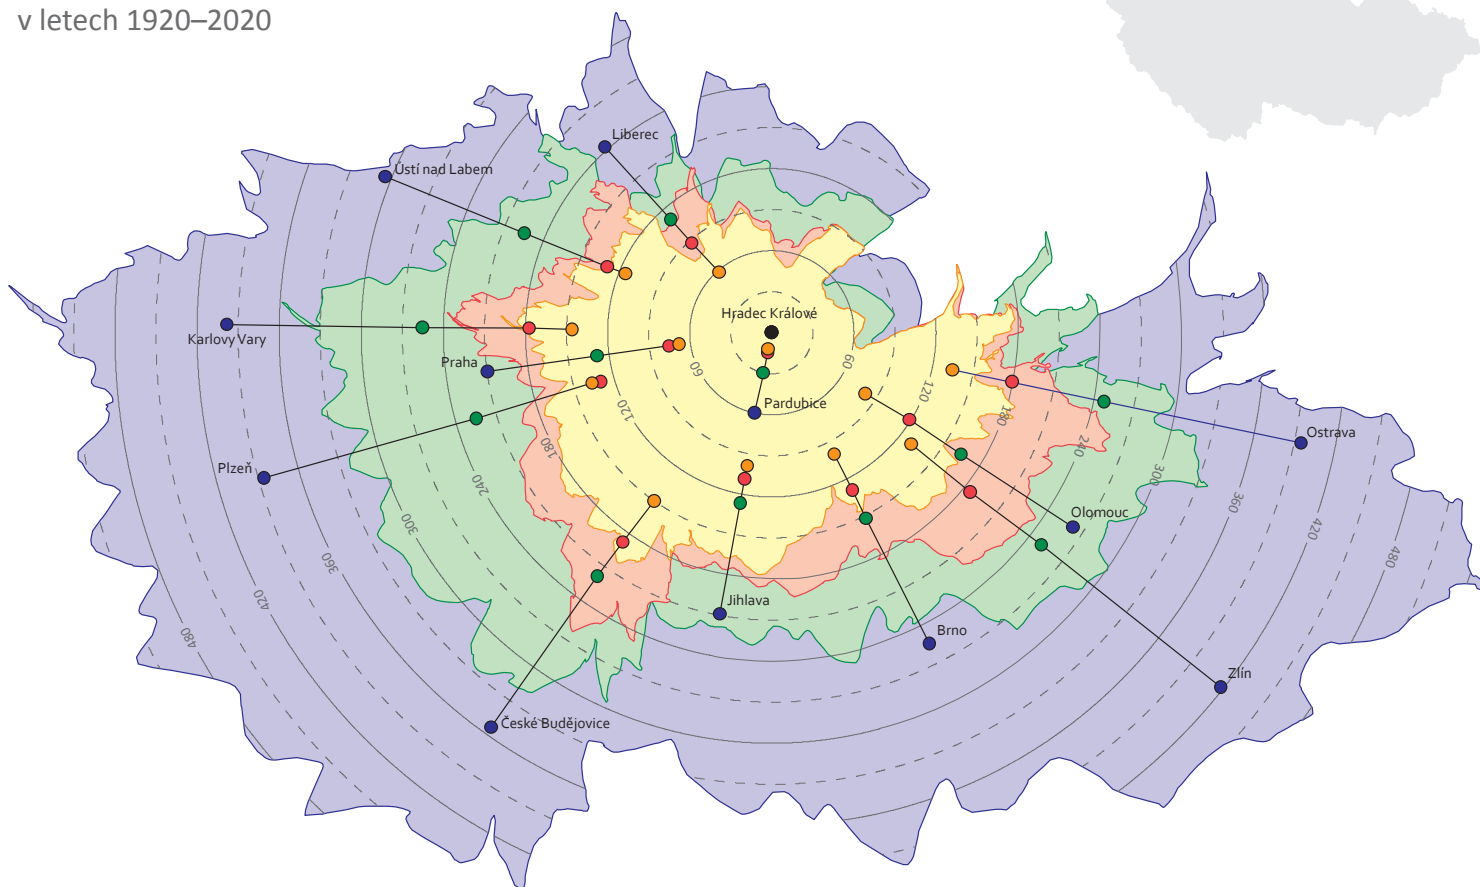 v letech 1920–2020
Liberec
Ústí nad Labem
Hradec Králové
Karlovy Vary
Praha
60
60
Pardubice
120
120
180
Ostrava
180
240
Plzeň
300
240
360
Olomouc
420
300
480
360
Jihlava
420
Brno
480
Zlín
České Budějovice